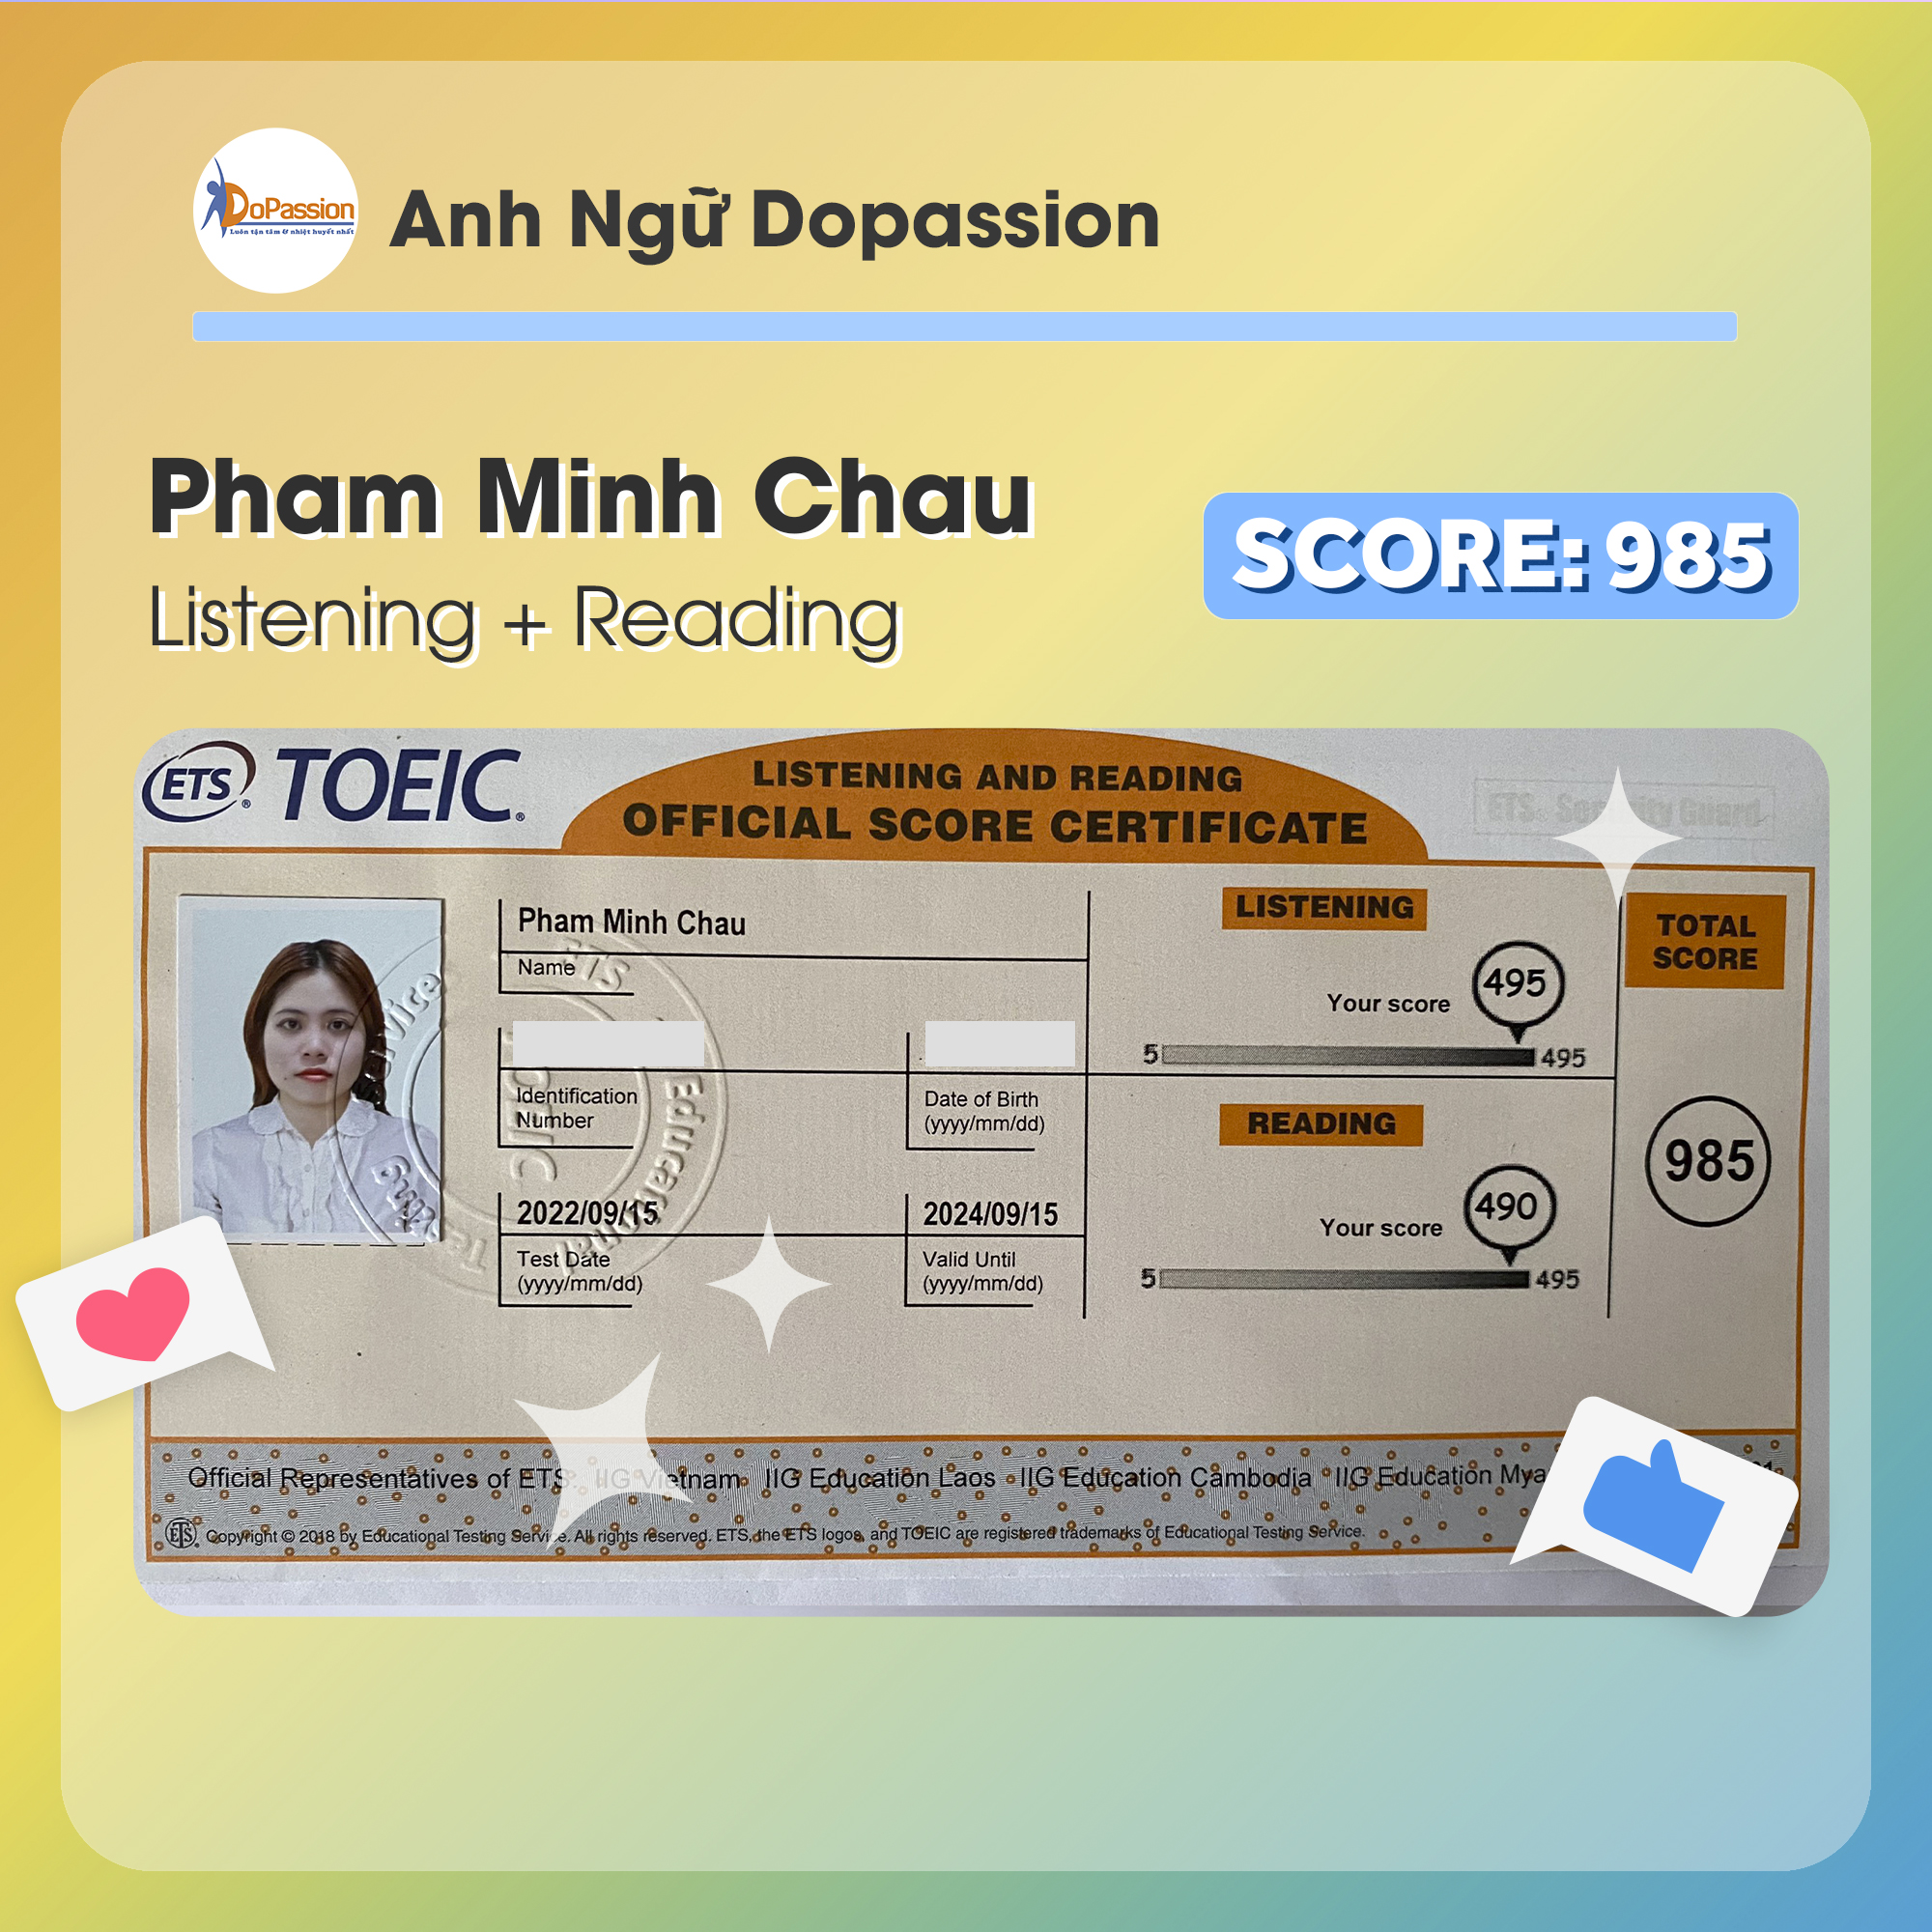 DoPassion
Luôn tận tâm & nhiệt huyết nhất
Anh Ngữ Dopassion
Pham Minh Chau
Listening + Reading
SCORE: 985
ETS® TOEIC®
LISTENING AND READING
OFFICIAL SCORE CERTIFICATE
ETS® Security Guard
Pham Minh Chau
Name
Identification
Number
Date of Birth
(yyyy/mm/dd)
2022/09/15
Test Date
(yyyy/mm/dd)
2024/09/15
Valid Until
(yyyy/mm/dd)
LISTENING
Your score
495
5
495
READING
Your score
490
5
495
TOTAL
SCORE
985
Official Representatives of ETS: IIG Vietnam IIG Education Laos IIG Education Cambodia IIG Education
ETS® Copyright © 2018 by Educational Testing Service. All rights reserved. ETS, the ETS logos, and TOEIC are registered trademarks of Educational Testing Service.